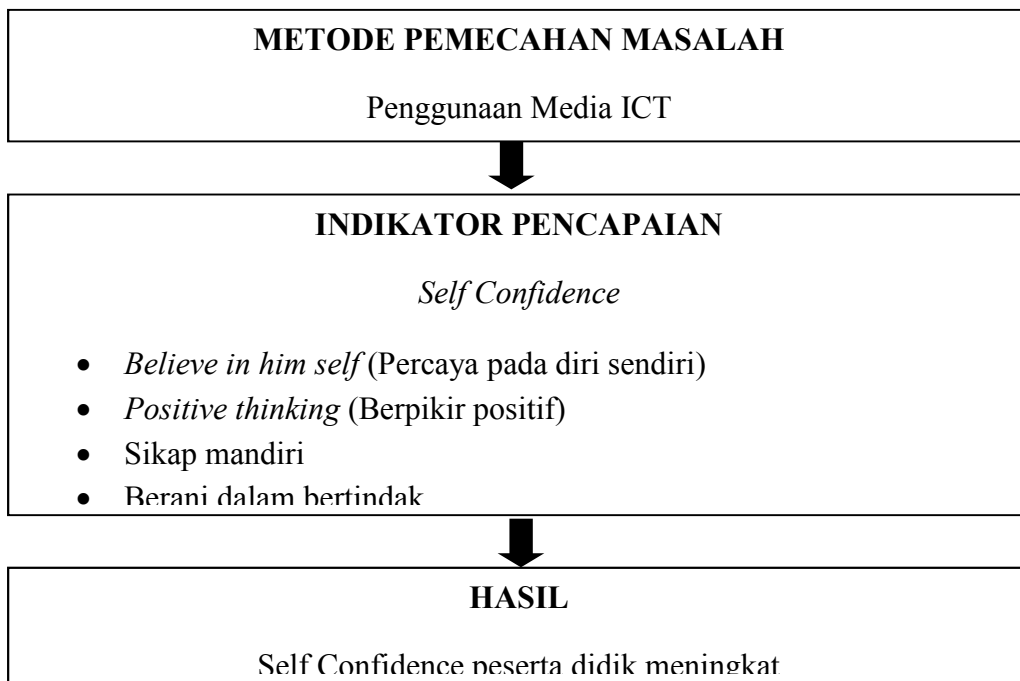 METODE PEMECAHAN MASALAH
Penggunaan Media ICT
INDIKATOR PENCAPAIAN
Self Confidence
• Believe in him self (Percaya pada diri sendiri)
• Positive thinking (Berpikir positif)
• Sikap mandiri
• Berani dalam bertindak
HASIL
Self Confidence peserta didik meningkat